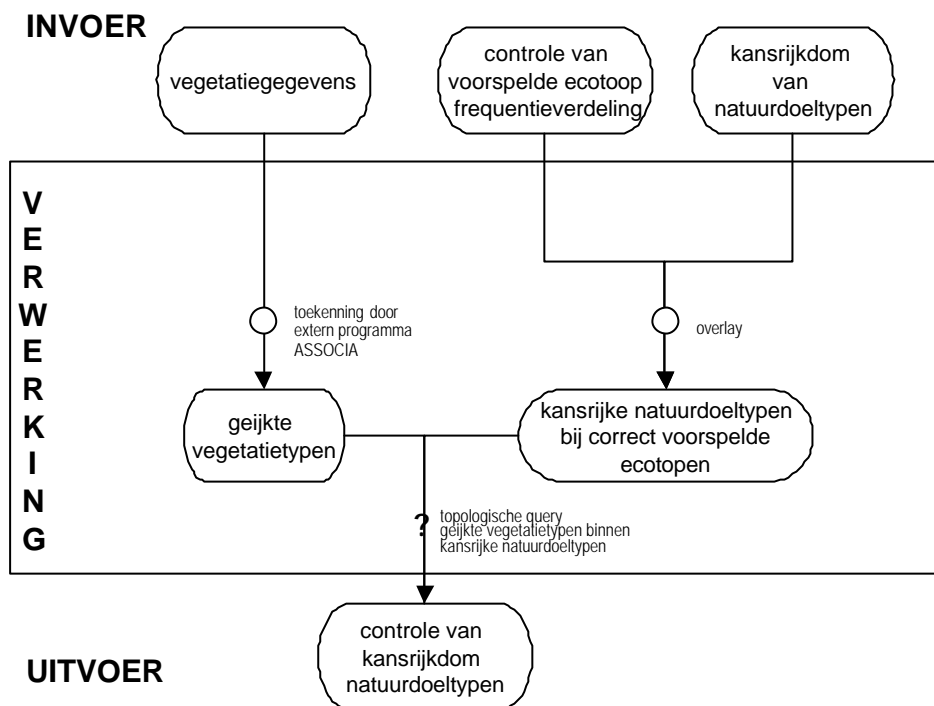 INVOER
vegetatiegegevens
controle van
voorspelde ecotoop
frequentieverdeling
kansrijkdom
van
natuurdoeltypen
V
E
R
W
E
R
K
I
N
G
toekenning door
extern programma
ASSOCIA
overlay
geijkte
vegetatietypen
kansrijke natuurdoeltypen
bij correct voorspelde
ecotopen
?
topologische query
geijkte vegetatietypen binnen
kansrijke natuurdoeltypen
UITVOER
controle van
kansrijkdom
natuurdoeltypen